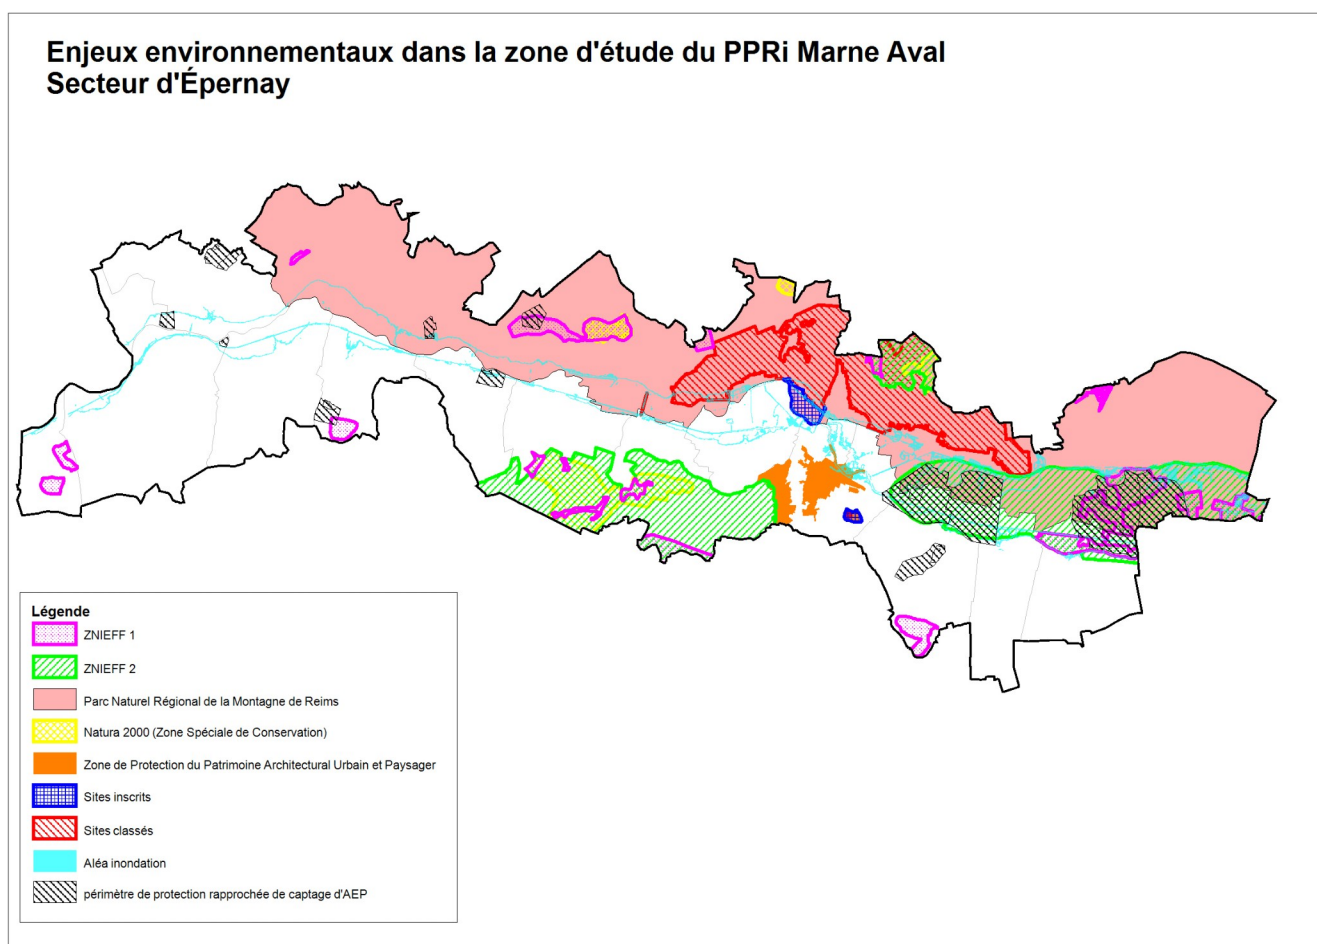 Enjeux environnementaux dans la zone d'étude du PPRi Marne Aval
Secteur d'Épernay
Légende
ZNIEFF 1
ZNIEFF 2
Parc Naturel Régional de la Montagne de Reims
Natura 2000 (Zone Spéciale de Conservation)
Zone de Protection du Patrimoine Architectural Urbain et Paysager
Sites inscrits
Sites classés
Aléa inondation
périmètre de protection rapprochée de captage d'AEP